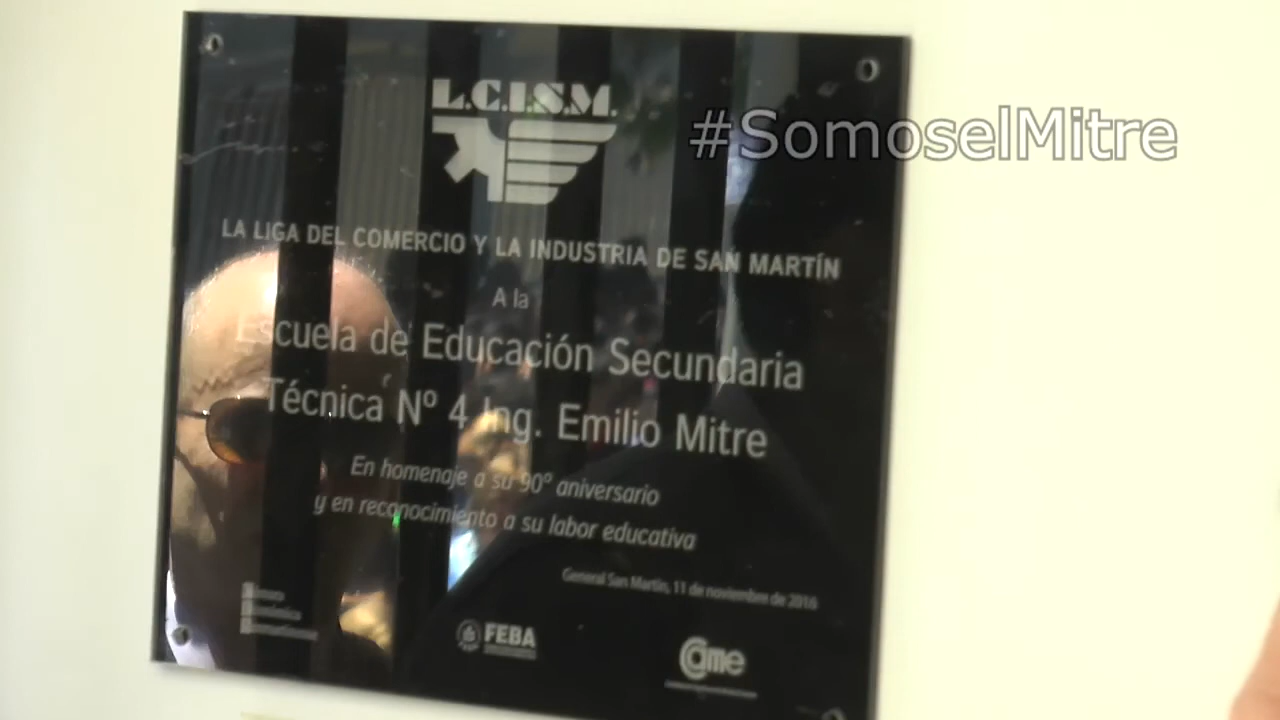 L.C.I.S.M.
#SomoselMitre
LA LIGA DEL COMERCIO Y LA INDUSTRIA DE SAN MARTÍN
A la
Escuela de Educación Secundaria
Técnica Nº 4 Ing. Emilio Mitre
En homenaje a su 90º aniversario
y en reconocimiento a su labor educativa
General San Martín, 11 de noviembre de 2016
FEBA
Came